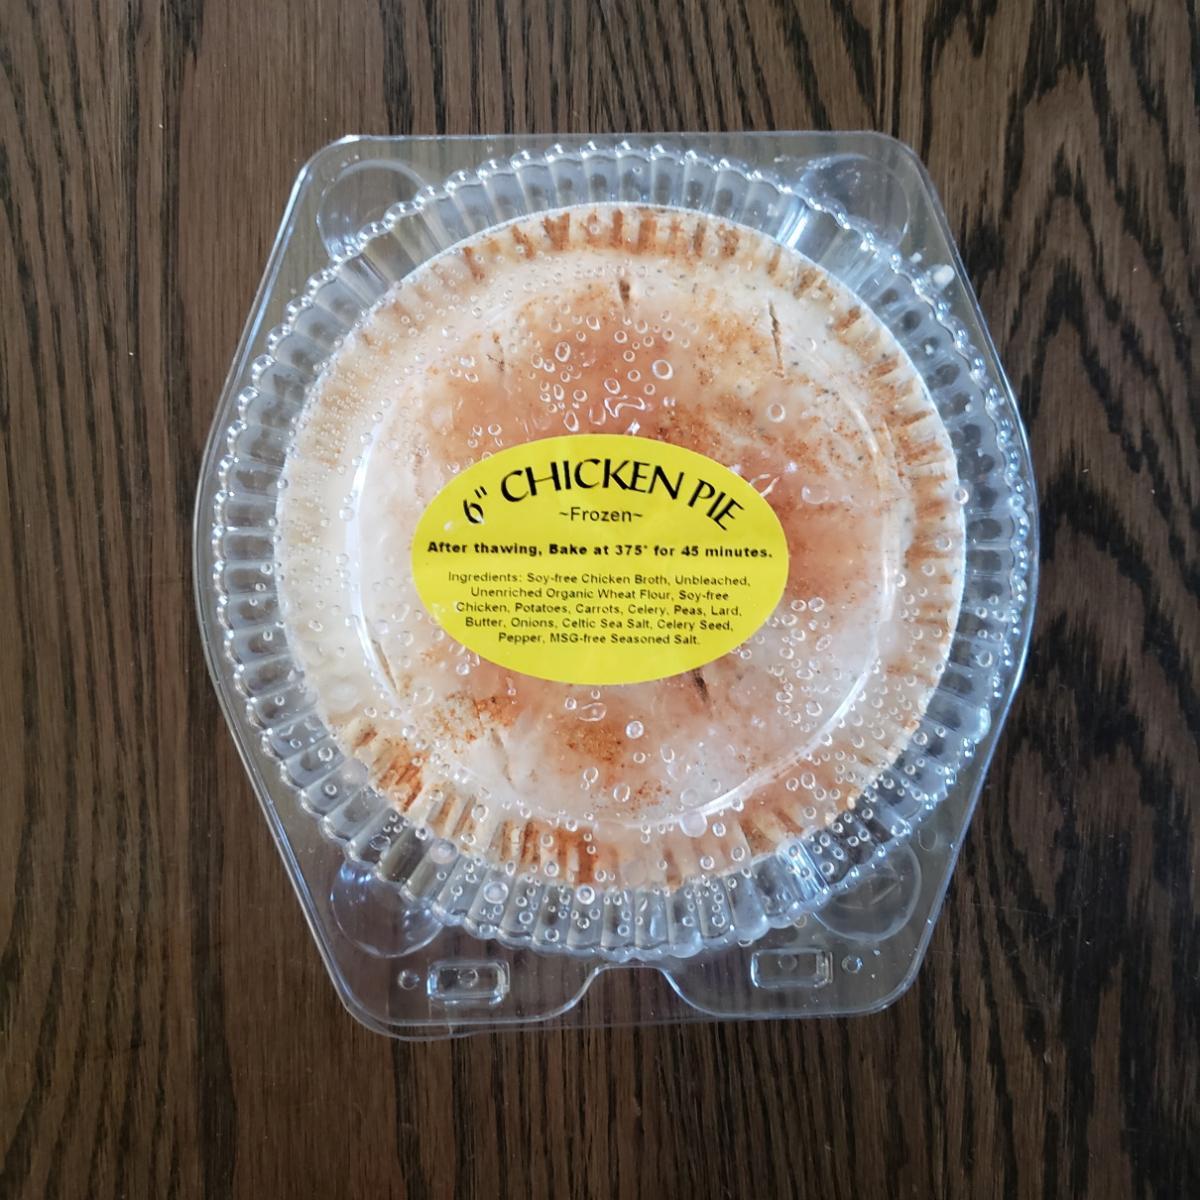 6" CHICKEN PIE
~Frozen~
After thawing, Bake at 375° for 45 minutes.
Ingredients: Soy-free Chicken Broth, Unbleached,
Unenriched Organic Wheat Flour, Soy-free
Chicken, Potatoes, Carrots, Celery, Peas, Lard,
Butter, Onions, Celtic Sea Salt, Celery Seed,
Pepper, MSG-free Seasoned Salt.